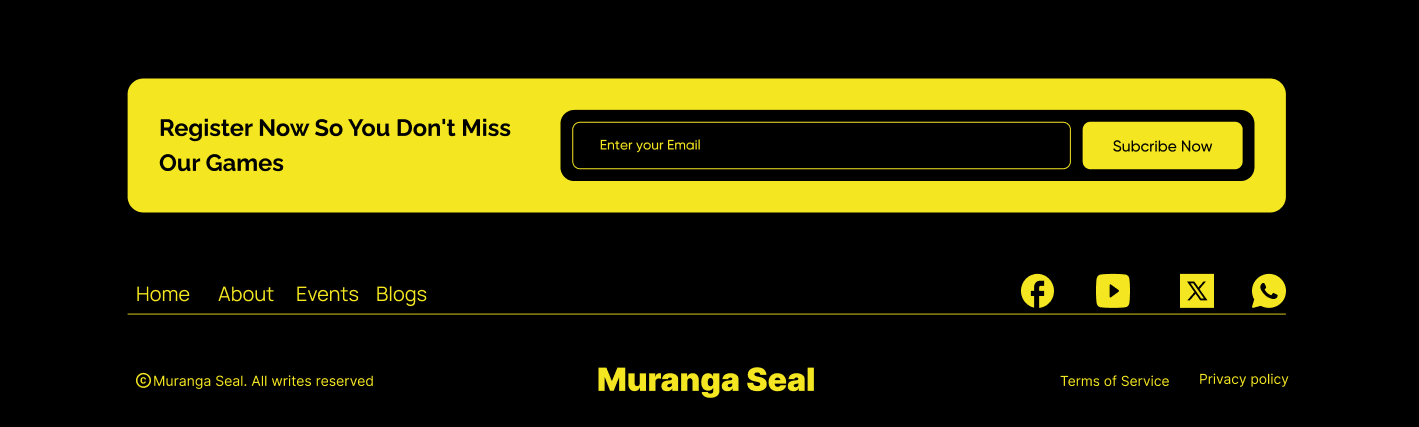 Register Now So You Don't Miss
Our Games
Enter your Email
Subcribe Now
Home About Events Blogs
©Muranga Seal. All writes reserved
Muranga Seal
Terms of Service
Privacy policy